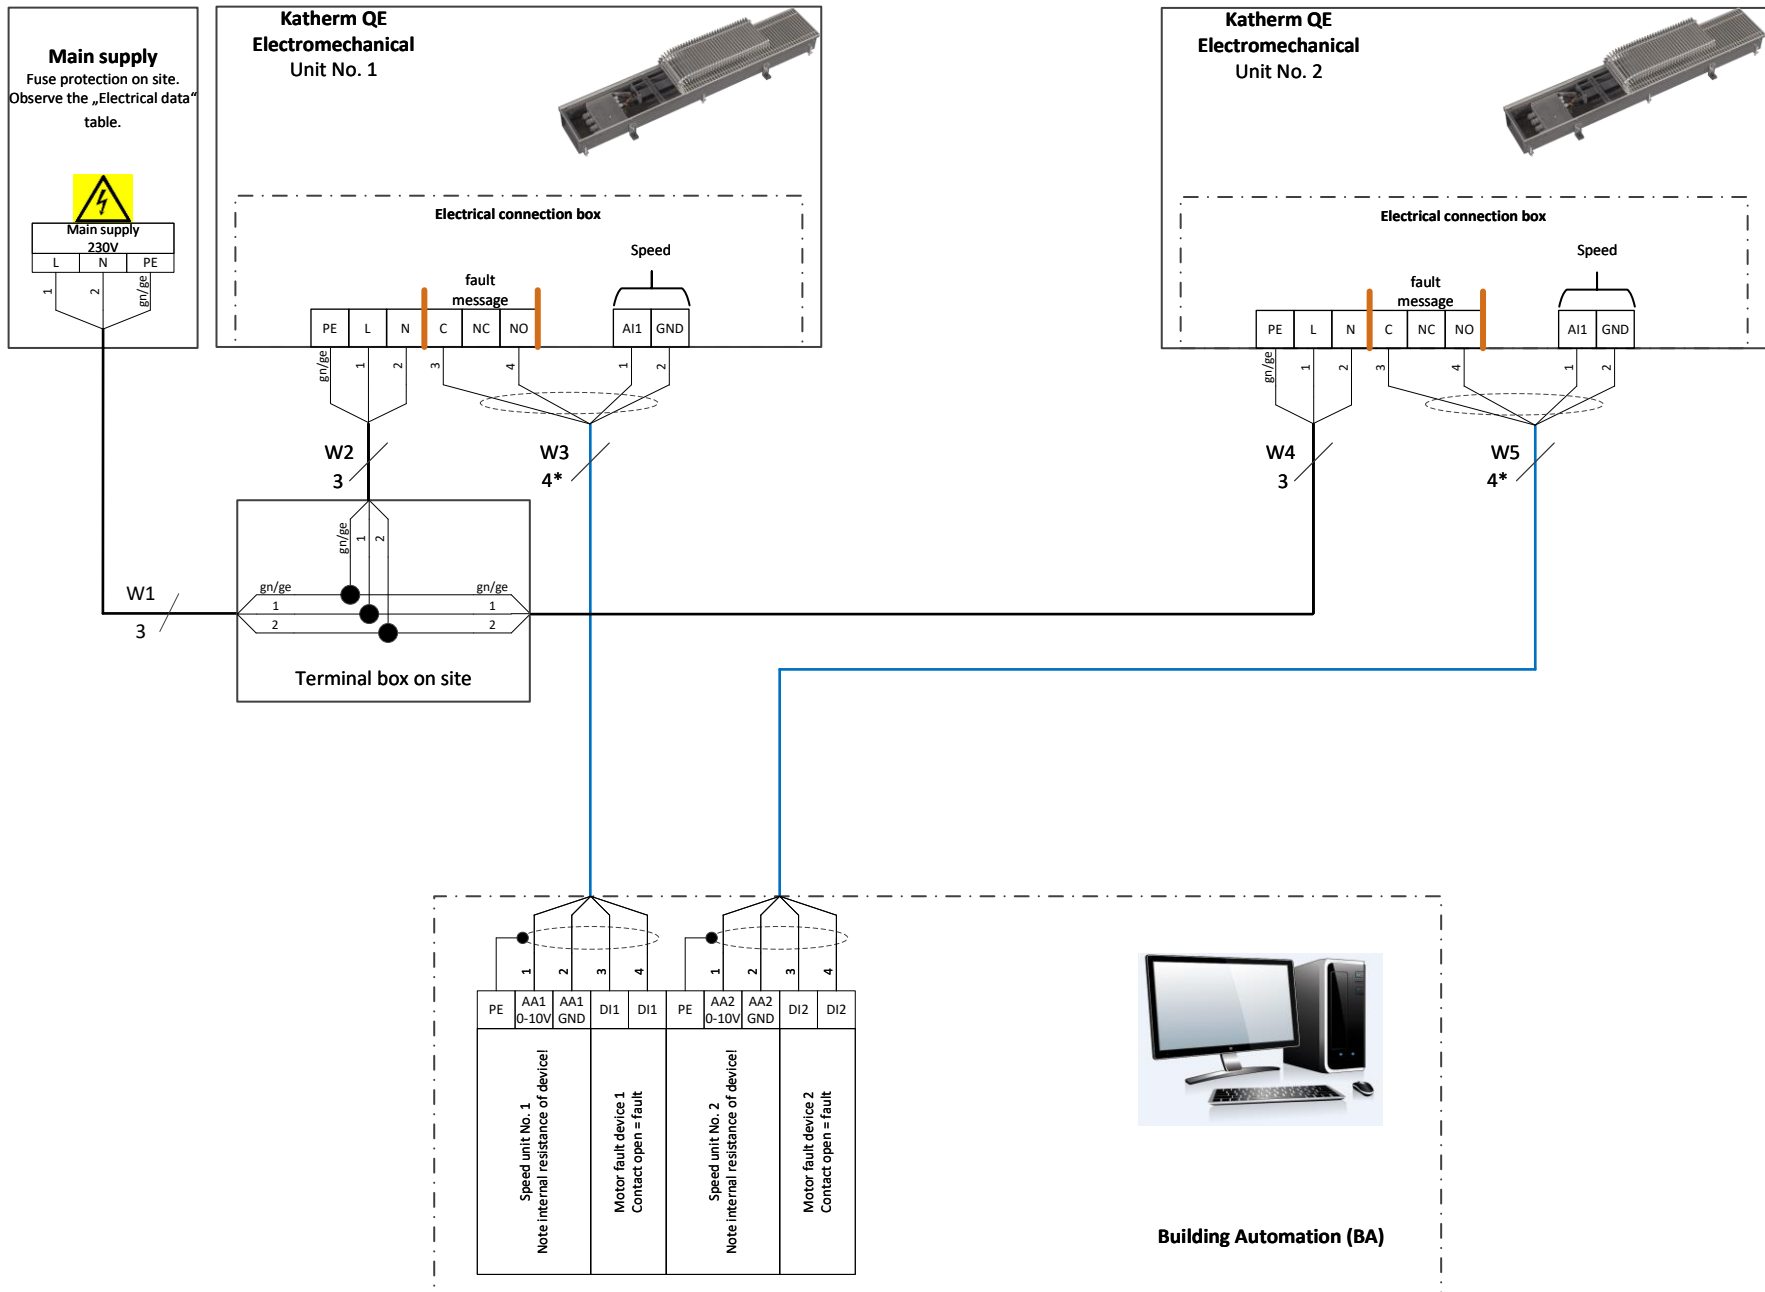 Main supply
Fuse protection on site.
Observe the „Electrical data“
table.
Main supply
230V
L N PE
1 2 gn/ge
Katherm QE
Electromechanical
Unit No. 1
Electrical connection box
Speed
fault
message
PE L N C NC NO AI1 GND
gn/ge 1 2 3 4 1 2
W2
3
W3
4*
Katherm QE
Electromechanical
Unit No. 2
Electrical connection box
Speed
fault
message
PE L N C NC NO AI1 GND
gn/ge 1 2 3 4 1 2
W4
3
W5
4*
W1
3
gn/ge 1 2
gn/ge gn/ge
1 1
2 2
Terminal box on site
1 2 3 4 1 2 3 4
PE AA1 AA1 DI1 DI1 PE AA2 AA2 DI2 DI2
0-10V GND 0-10V GND
Speed unit No. 1
Note internal resistance of device!
Motor fault device 1
Contact open = fault
Speed unit No. 2
Note internal resistance of device!
Motor fault device 2
Contact open = fault
Building Automation (BA)